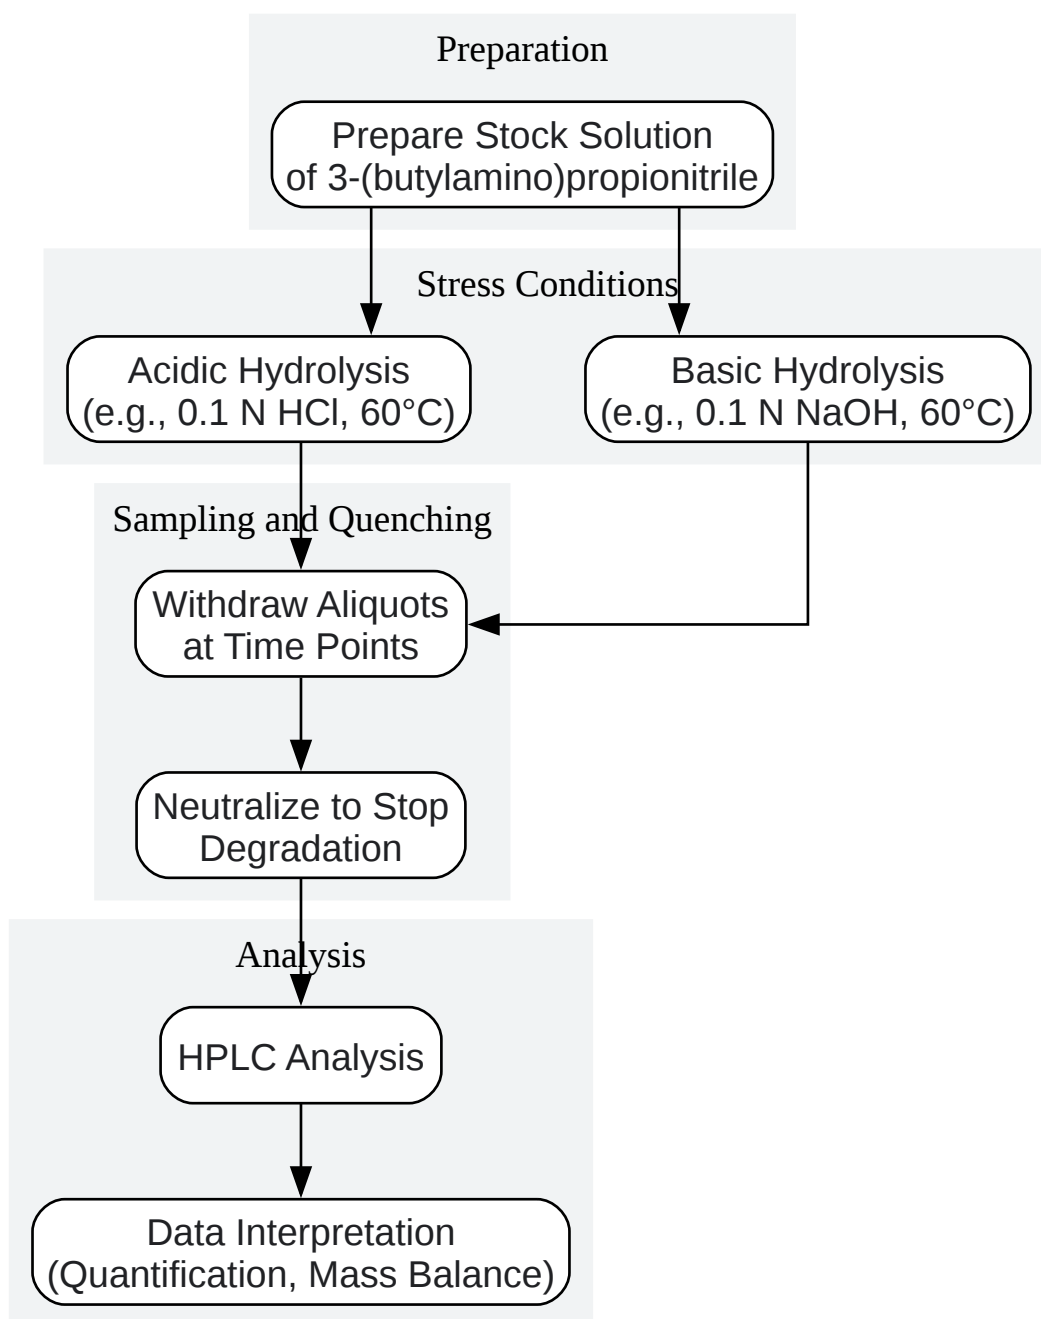 Preparation
Prepare Stock Solution
of 3-(butylamino)propionitrile
Stress Conditions
Acidic Hydrolysis
(e.g., 0.1 N HCl, 60°C)
Basic Hydrolysis
(e.g., 0.1 N NaOH, 60°C)
Sampling and Quenching
Withdraw Aliquots
at Time Points
Neutralize to Stop
Degradation
Analysis
HPLC Analysis
Data Interpretation
(Quantification, Mass Balance)